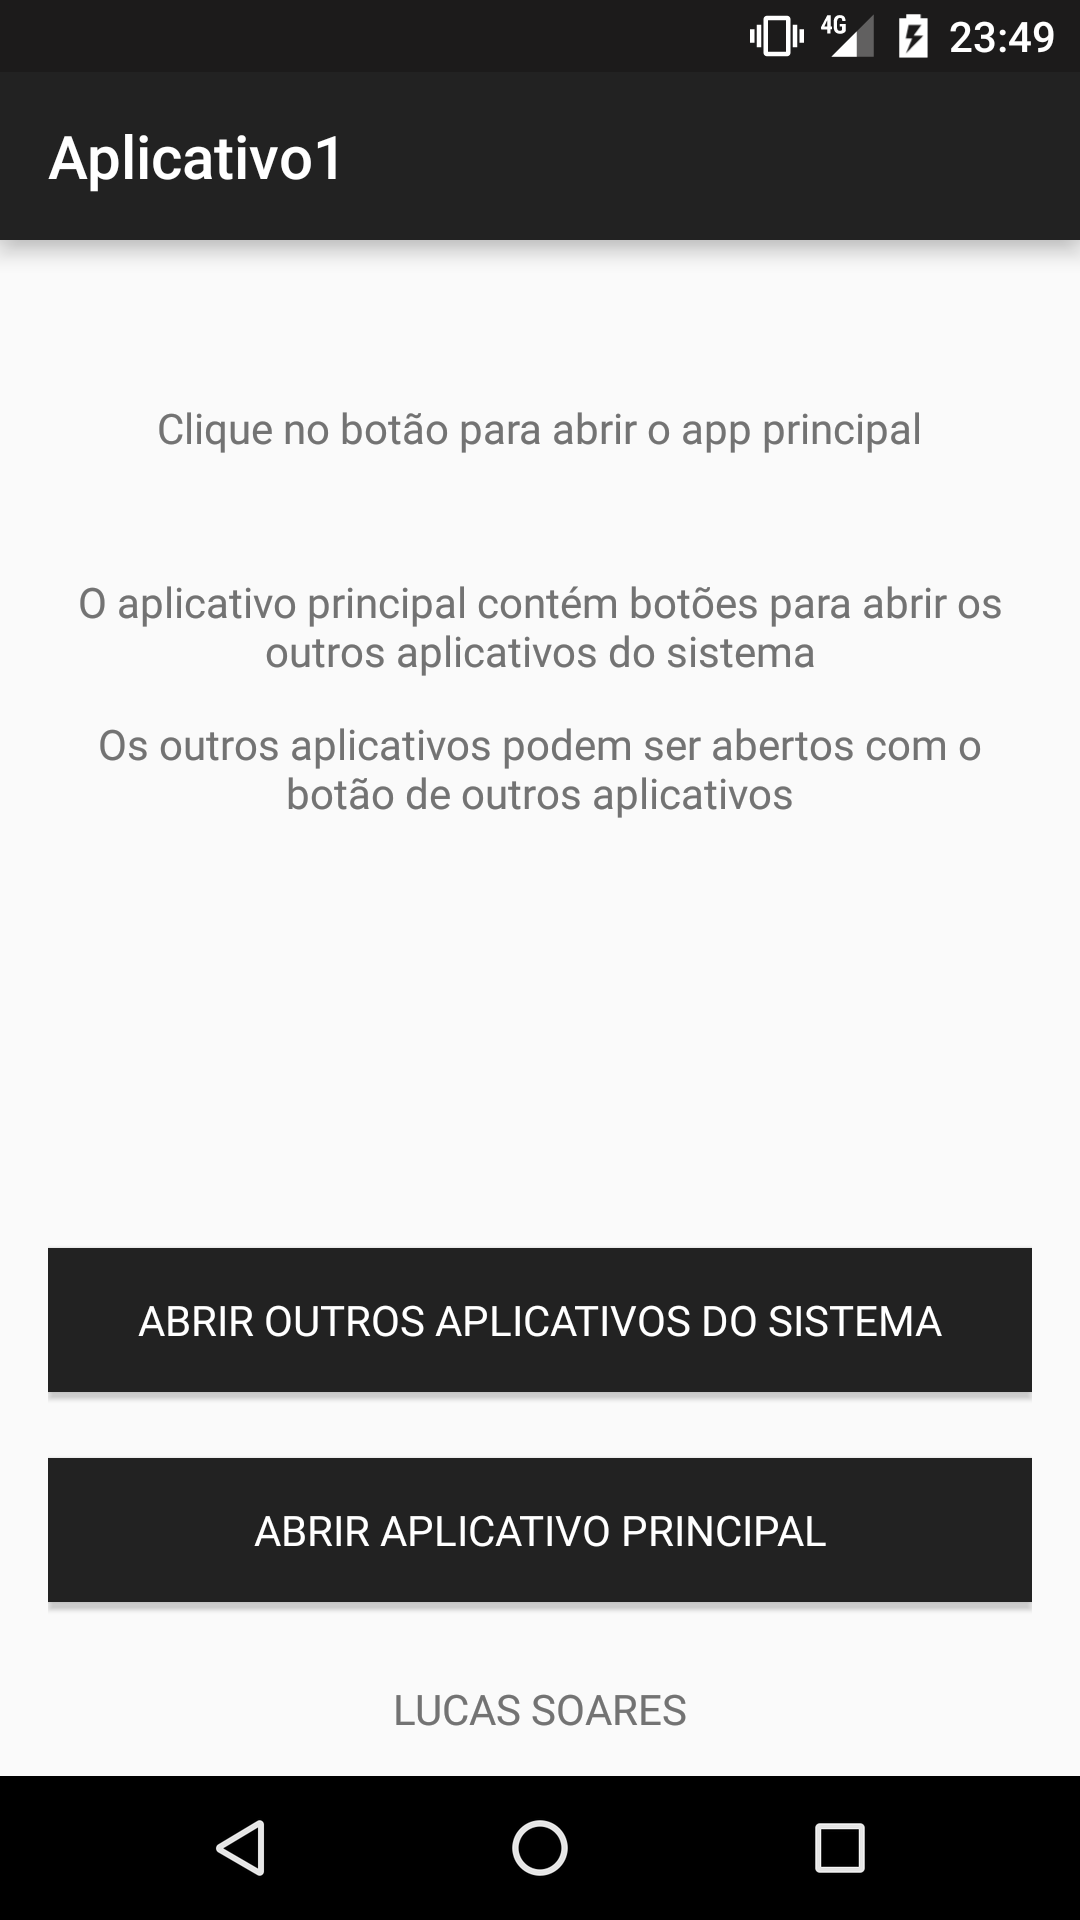 4G 23:49
Aplicativo1
Clique no botão para abrir o app principal
O aplicativo principal contém botões para abrir os
outros aplicativos do sistema
Os outros aplicativos podem ser abertos com o
botão de outros aplicativos
ABRIR OUTROS APLICATIVOS DO SISTEMA
ABRIR APLICATIVO PRINCIPAL
LUCAS SOARES